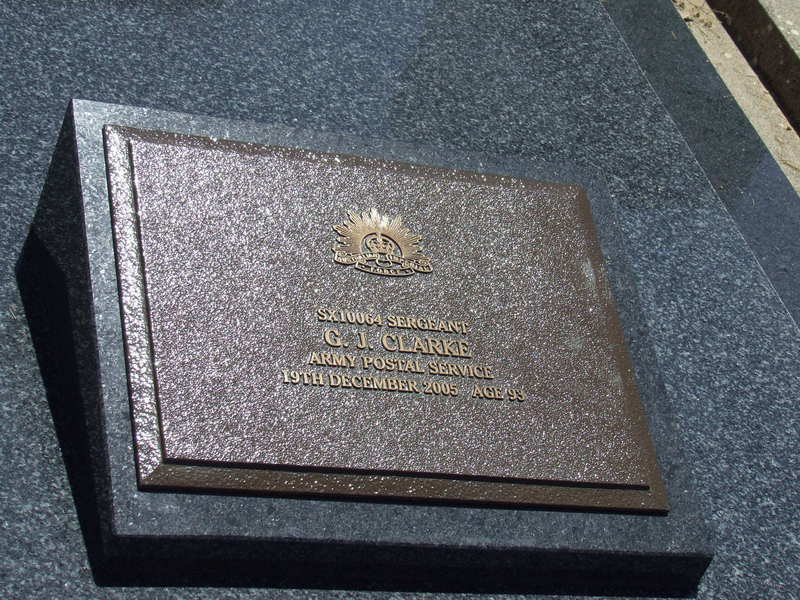 SX10064 SERGEANT
G. J. CLARKE
ARMY POSTAL SERVICE
19TH DECEMBER 2005 AGE 93